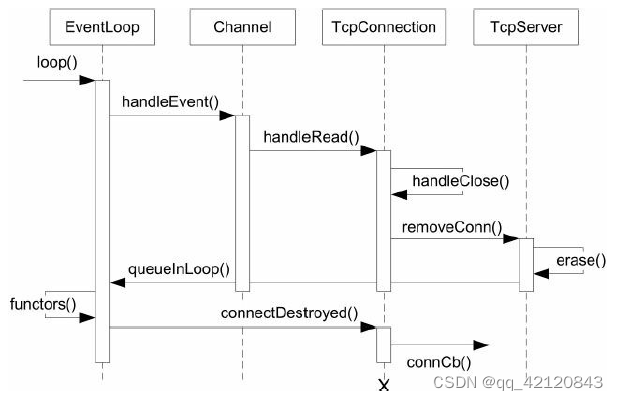 EventLoop
Channel
TcpConnection
TcpServer
loop()
handleEvent()
handleRead()
handleClose()
removeConn()
erase()
queueInLoop()
functors()
connectDestroyed()
connCb()
X
CSDN @qq_42120843